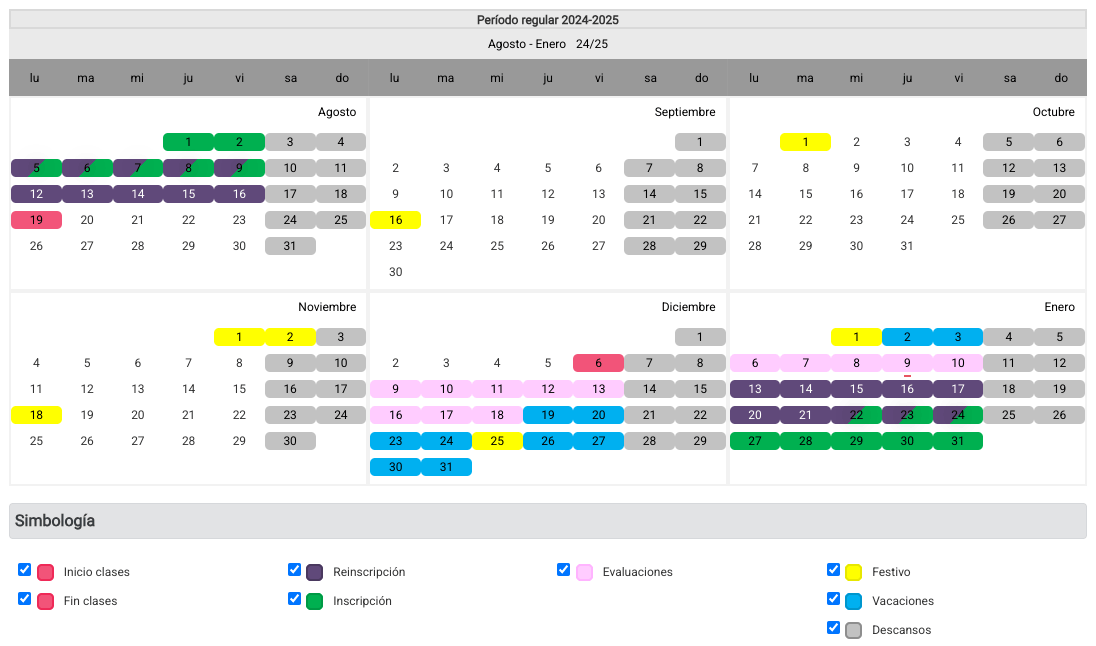 Período regular 2024-2025
Agosto - Enero 24/25
lu ma mi ju vi sa do lu ma mi ju vi sa do lu ma mi ju vi sa do
Agosto
1 2 3 4
5 6 7 8 9 10 11
12 13 14 15 16 17 18
19 20 21 22 23 24 25
26 27 28 29 30 31
Septiembre
1
2 3 4 5 6 7 8
9 10 11 12 13 14 15
16 17 18 19 20 21 22
23 24 25 26 27 28 29
30
Octubre
1 2 3 4 5 6
7 8 9 10 11 12 13
14 15 16 17 18 19 20
21 22 23 24 25 26 27
28 29 30 31
Noviembre
1 2 3
4 5 6 7 8 9 10
11 12 13 14 15 16 17
18 19 20 21 22 23 24
25 26 27 28 29 30
Diciembre
1
2 3 4 5 6 7 8
9 10 11 12 13 14 15
16 17 18 19 20 21 22
23 24 25 26 27 28 29
30 31
Enero
1 2 3 4 5
6 7 8 9 10 11 12
13 14 15 16 17 18 19
20 21 22 23 24 25 26
27 28 29 30 31
Simbología
Inicio clases
Fin clases
Reinscripción
Inscripción
Evaluaciones
Festivo
Vacaciones
Descansos